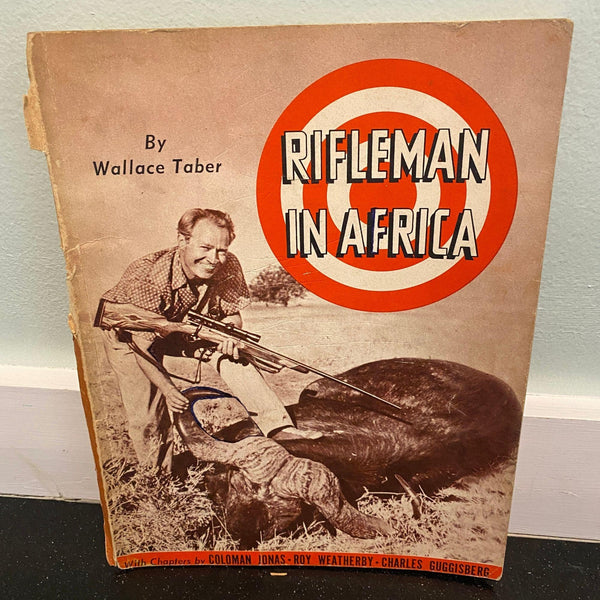 By
Wallace Taber
RIFLEMAN
IN AFRICA
With Chapters by COLOMAN JONAS · ROY WEATHERBY · CHARLES GUGGISBERG